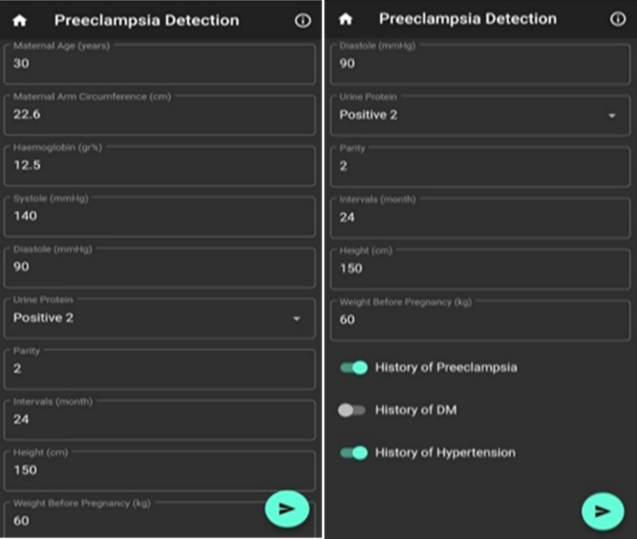 Preeclampsia Detection
Maternal Age (years)
30
Maternal Arm Circumference (cm)
22.6
Haemoglobin (gr%)
12.5
Systole (mmHg)
140
Diastole (mmHg)
90
Urine Protein
Positive 2
Parity
2
Intervals (month)
24
Height (cm)
150
Weight Before Pregnancy (kg)
60
Preeclampsia Detection
Diastole (mmHg)
90
Urine Protein
Positive 2
Parity
2
Intervals (month)
24
Height (cm)
150
Weight Before Pregnancy (kg)
60
History of Preeclampsia
History of DM
History of Hypertension